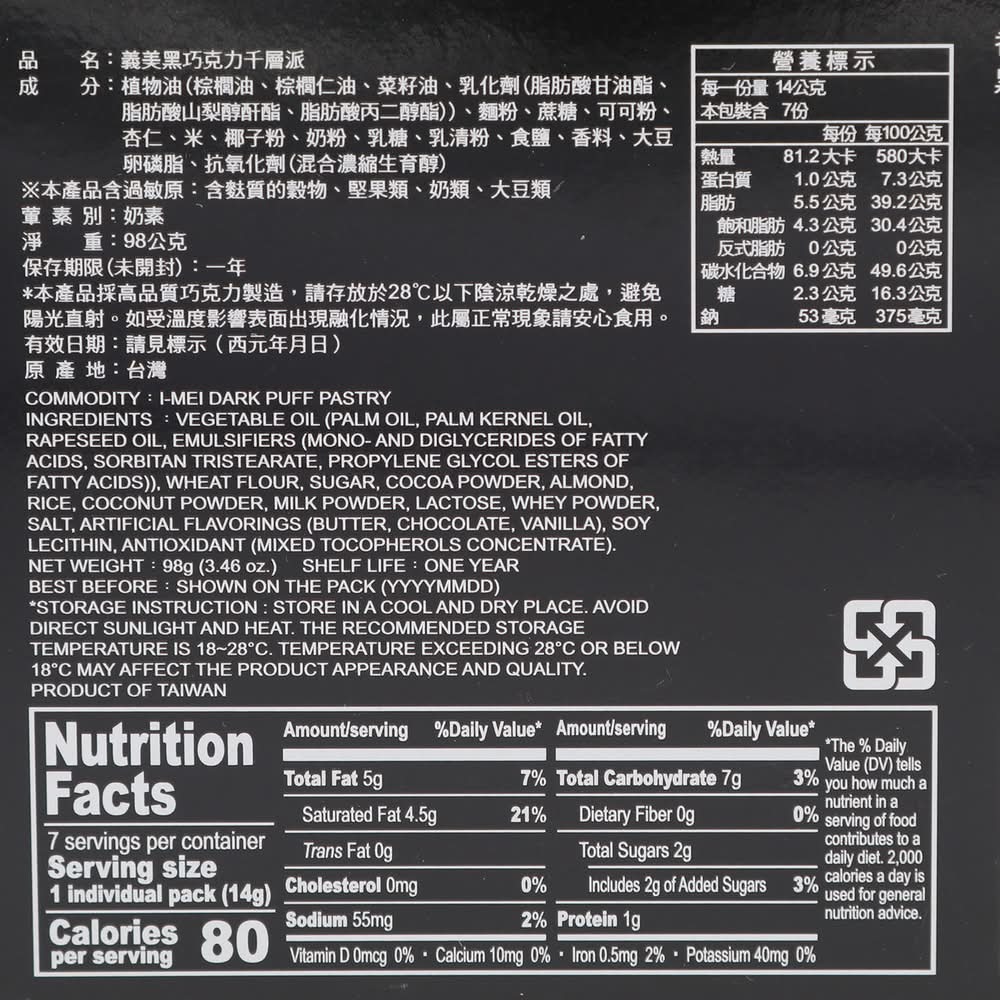 品 名：義美黑巧克力千層派
成 分：植物油(棕櫚油、棕櫚仁油、菜籽油、乳化劑(脂肪酸甘油酯、
脂肪酸山梨醇酐酯、脂肪酸丙二醇酯))、麵粉、蔗糖、可可粉、
杏仁、米、椰子粉、奶粉、乳糖、乳清粉、食鹽、香料、大豆
卵磷脂、抗氧化劑(混合濃縮生育醇)
※本產品含過敏原：含麩質的穀物、堅果類、奶類、大豆類
葷素別：奶素
淨 重：98公克
保存期限(未開封)：一年
*本產品採高品質巧克力製造，請存放於28℃以下陰涼乾燥之處，避免
陽光直射。如受溫度影響表面出現融化情況，此屬正常現象請安心食用。
有效日期：請見標示（西元年月日）
原產地：台灣
營養標示
每一份量 14公克
本包裝含 7份
每份 每100公克
熱量 81.2大卡 580大卡
蛋白質 1.0公克 7.3公克
脂肪 5.5公克 39.2公克
飽和脂肪 4.3公克 30.4公克
反式脂肪 0公克 0公克
碳水化合物 6.9公克 49.6公克
糖 2.3公克 16.3公克
鈉 53毫克 375毫克
COMMODITY：I-MEI DARK PUFF PASTRY
INGREDIENTS：VEGETABLE OIL (PALM OIL, PALM KERNEL OIL,
RAPESEED OIL, EMULSIFIERS (MONO- AND DIGLYCERIDES OF FATTY
ACIDS, SORBITAN TRISTEARATE, PROPYLENE GLYCOL ESTERS OF
FATTY ACIDS)), WHEAT FLOUR, SUGAR, COCOA POWDER, ALMOND,
RICE, COCONUT POWDER, MILK POWDER, LACTOSE, WHEY POWDER,
SALT, ARTIFICIAL FLAVORINGS (BUTTER, CHOCOLATE, VANILLA), SOY
LECITHIN, ANTIOXIDANT (MIXED TOCOPHEROLS CONCENTRATE).
NET WEIGHT：98g (3.46 oz.) SHELF LIFE：ONE YEAR
BEST BEFORE：SHOWN ON THE PACK (YYYYMMDD)
*STORAGE INSTRUCTION : STORE IN A COOL AND DRY PLACE. AVOID
DIRECT SUNLIGHT AND HEAT. THE RECOMMENDED STORAGE
TEMPERATURE IS 18~28°C. TEMPERATURE EXCEEDING 28°C OR BELOW
18°C MAY AFFECT THE PRODUCT APPEARANCE AND QUALITY.
PRODUCT OF TAIWAN
Nutrition
Facts
7 servings per container
Serving size
1 individual pack (14g)
Calories
per serving 80
Amount/serving %Daily Value*
Total Fat 5g 7%
Saturated Fat 4.5g 21%
Trans Fat 0g
Cholesterol 0mg 0%
Sodium 55mg 2%
Amount/serving %Daily Value*
Total Carbohydrate 7g 3%
Dietary Fiber 0g 0%
Total Sugars 2g
Includes 2g of Added Sugars 3%
Protein 1g
Vitamin D 0mcg 0% · Calcium 10mg 0% · Iron 0.5mg 2% · Potassium 40mg 0%
*The % Daily
Value (DV) tells
you how much a
nutrient in a
serving of food
contributes to a
daily diet. 2,000
calories a day is
used for general
nutrition advice.